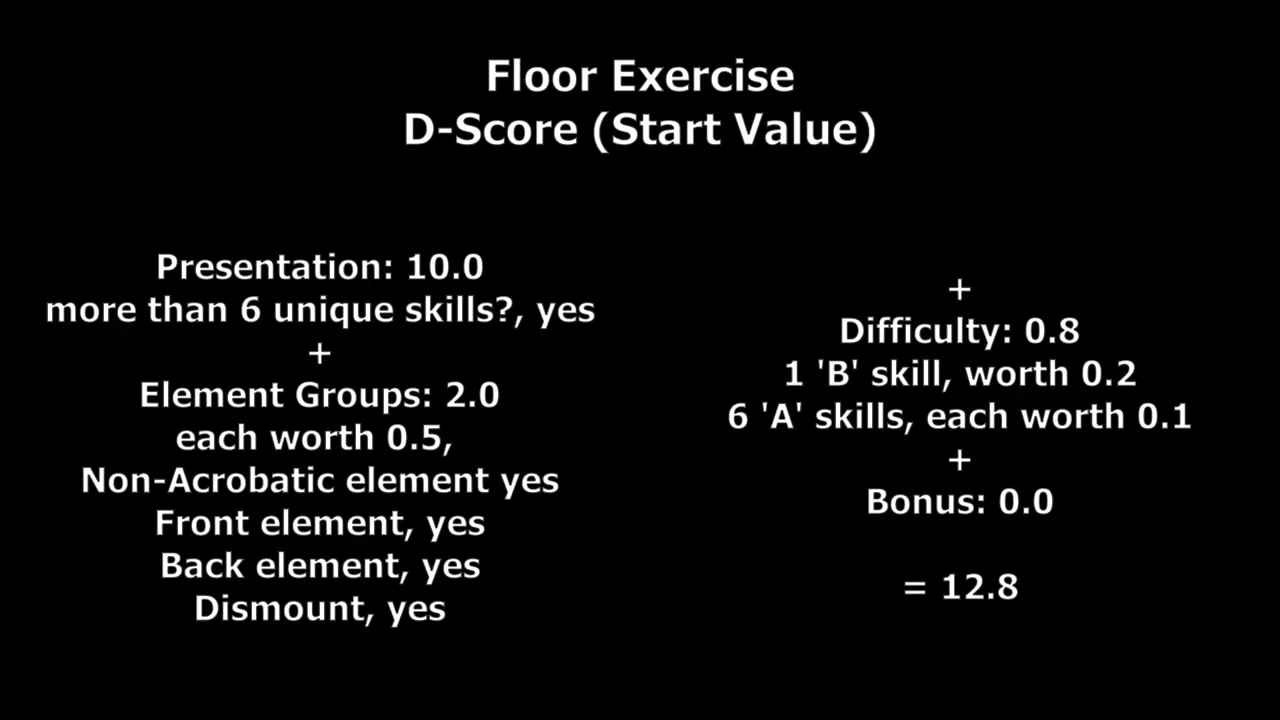 Floor Exercise
D-Score (Start Value)
Presentation: 10.0
more than 6 unique skills?, yes
+
Element Groups: 2.0
each worth 0.5,
Non-Acrobatic element yes
Front element, yes
Back element, yes
Dismount, yes
+
Difficulty: 0.8
1 'B' skill, worth 0.2
6 'A' skills, each worth 0.1
+
Bonus: 0.0
= 12.8